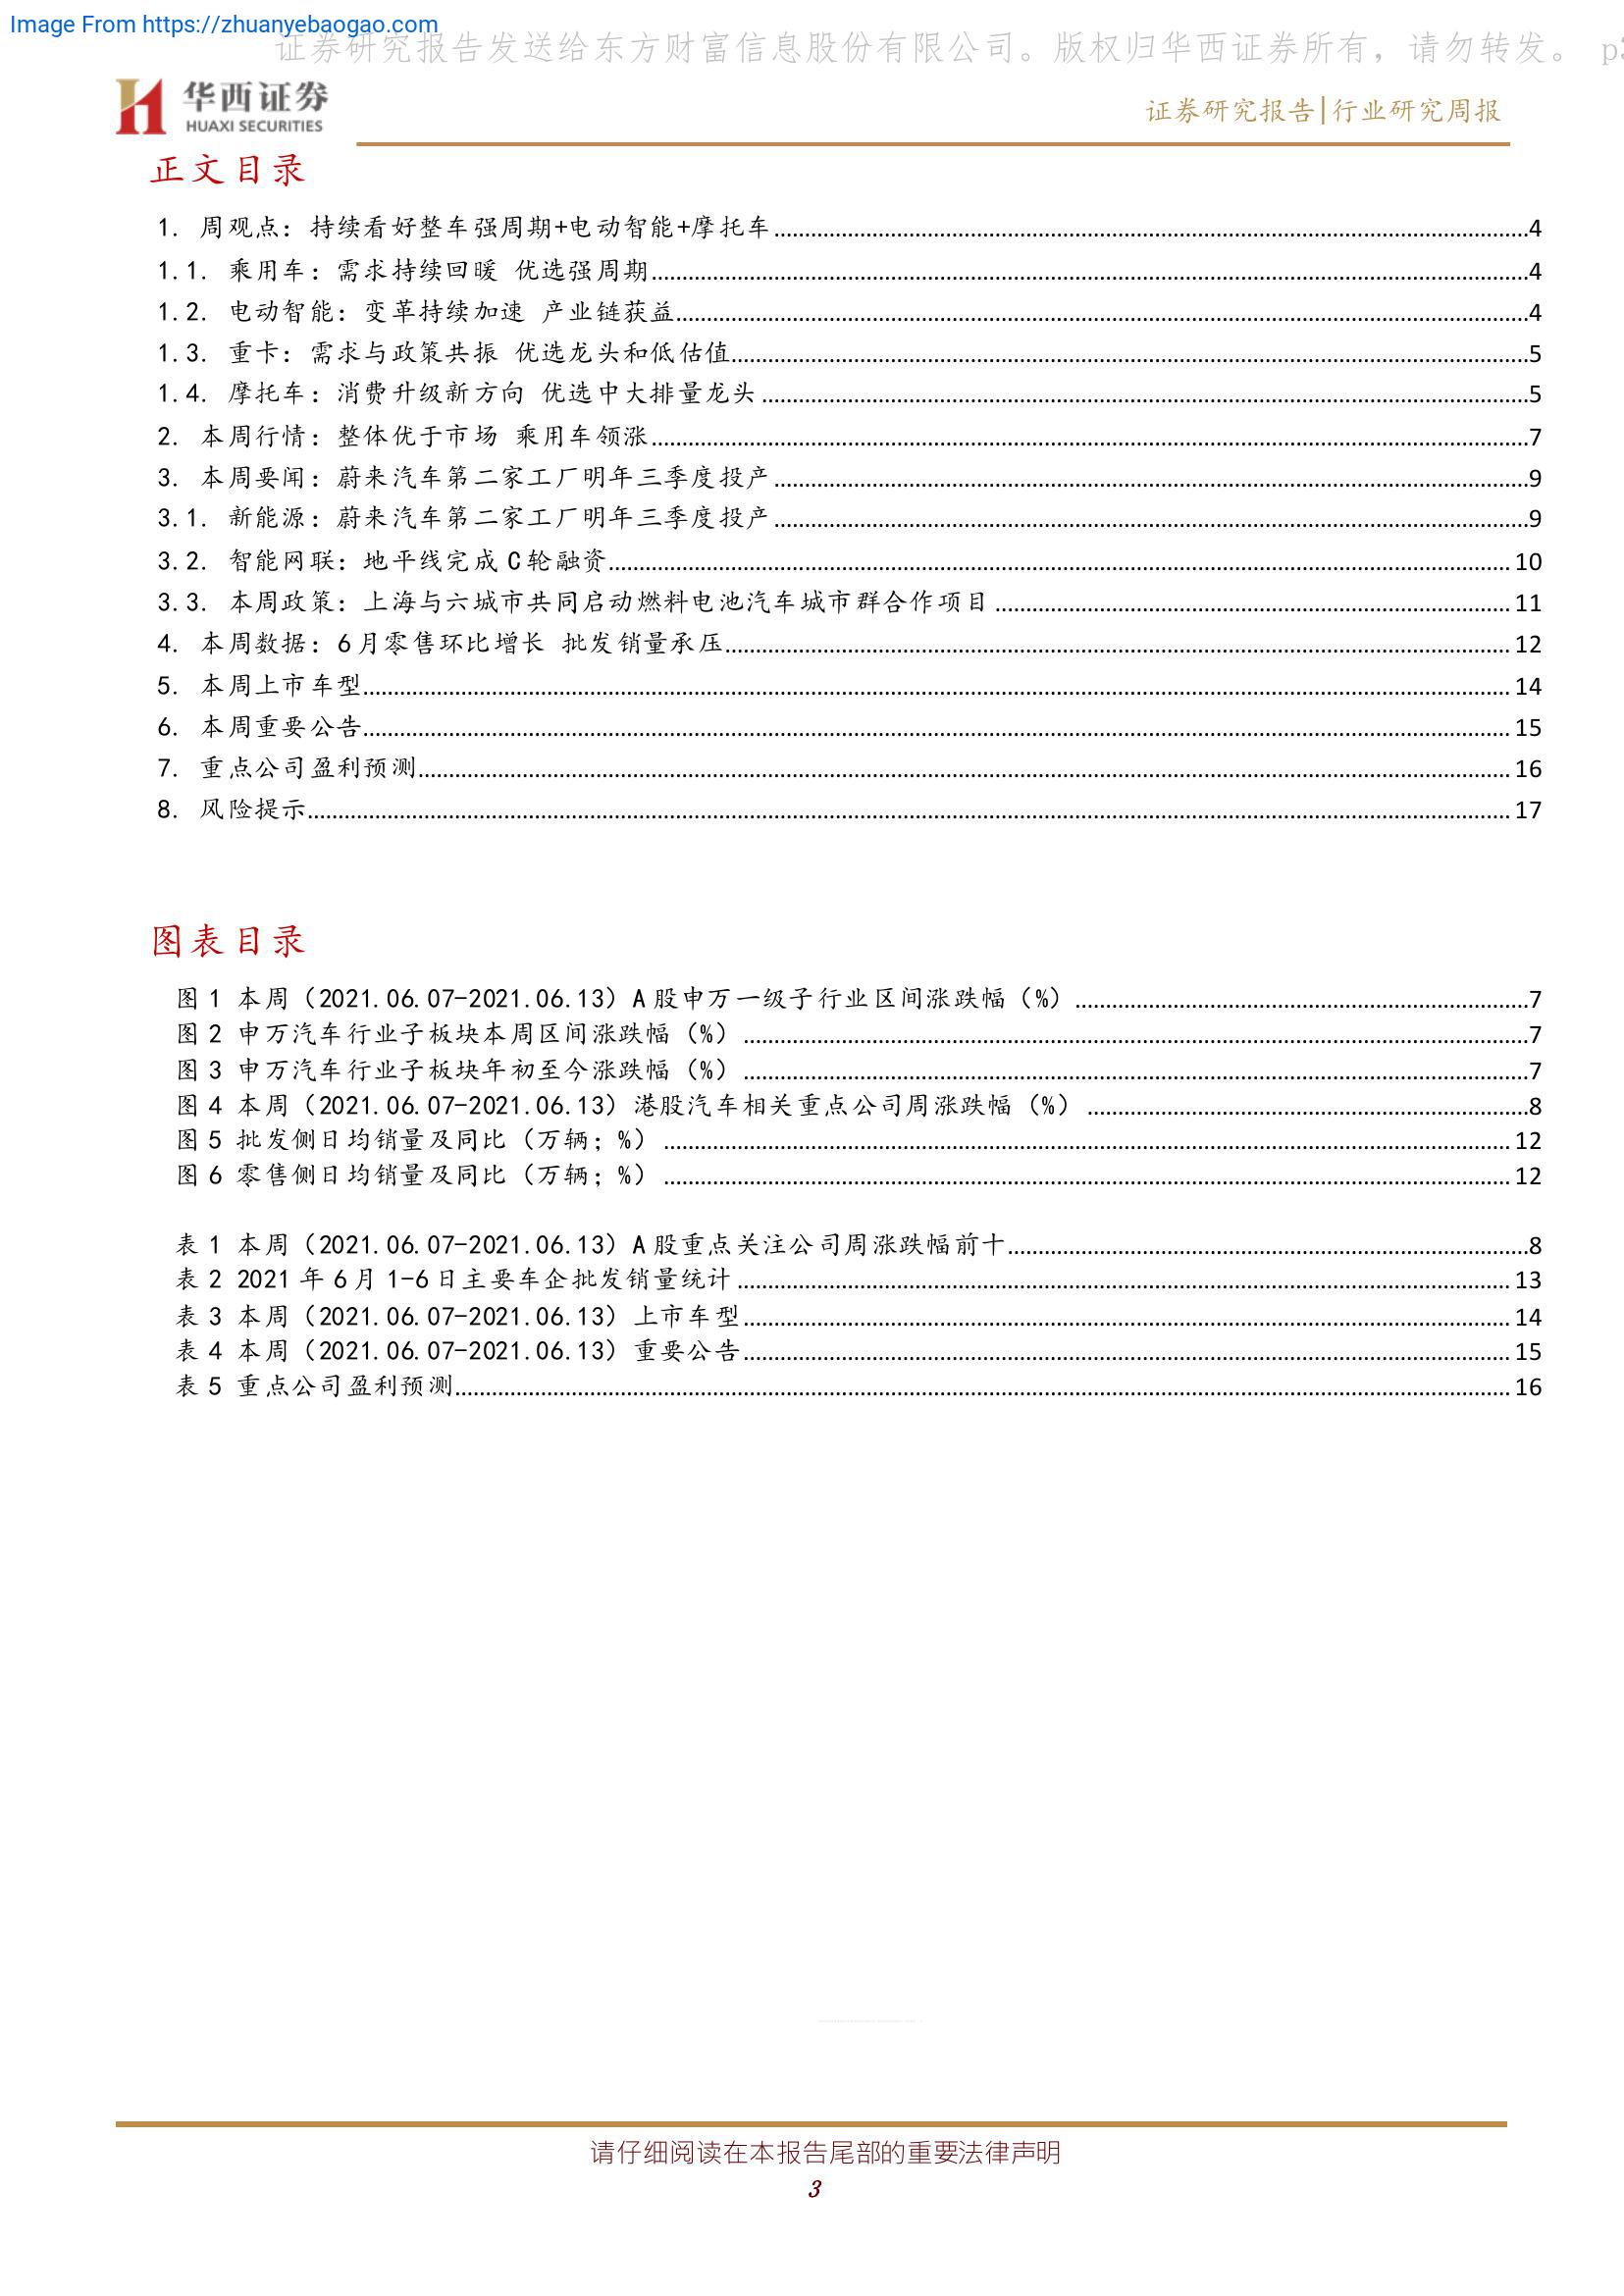 Image From https://zhuanyebaogao.com
证券研究报告发送给东方财富信息股份有限公司。版权归华西证券所有，请勿转发。 p3
华西证券
HUAXI SECURITIES
证券研究报告|行业研究周报
正文目录
1. 周观点：持续看好整车强周期+电动智能+摩托车........................................4
1.1. 乘用车：需求持续回暖 优选强周期........................................4
1.2. 电动智能：变革持续加速 产业链获益........................................4
1.3. 重卡：需求与政策共振 优选龙头和低估值........................................5
1.4. 摩托车：消费升级新方向 优选中大排量龙头........................................5
2. 本周行情：整体优于市场 乘用车领涨........................................7
3. 本周要闻：蔚来汽车第二家工厂明年三季度投产........................................9
3.1. 新能源：蔚来汽车第二家工厂明年三季度投产........................................9
3.2. 智能网联：地平线完成 C 轮融资........................................10
3.3. 本周政策：上海与六城市共同启动燃料电池汽车城市群合作项目........................................11
4. 本周数据：6 月零售环比增长 批发销量承压........................................12
5. 本周上市车型........................................14
6. 本周重要公告........................................15
7. 重点公司盈利预测........................................16
8. 风险提示........................................17
图表目录
图 1 本周（2021.06.07-2021.06.13）A 股申万一级子行业区间涨跌幅（%）........................................7
图 2 申万汽车行业子板块本周区间涨跌幅（%）........................................7
图 3 申万汽车行业子板块年初至今涨跌幅（%）........................................7
图 4 本周（2021.06.07-2021.06.13）港股汽车相关重点公司周涨跌幅（%）........................................8
图 5 批发侧日均销量及同比（万辆；%）........................................12
图 6 零售侧日均销量及同比（万辆；%）........................................12
表 1 本周（2021.06.07-2021.06.13）A 股重点关注公司周涨跌幅前十........................................8
表 2 2021 年 6 月 1-6 日主要车企批发销量统计........................................13
表 3 本周（2021.06.07-2021.06.13）上市车型........................................14
表 4 本周（2021.06.07-2021.06.13）重要公告........................................15
表 5 重点公司盈利预测........................................16
请仔细阅读在本报告尾部的重要法律声明
3